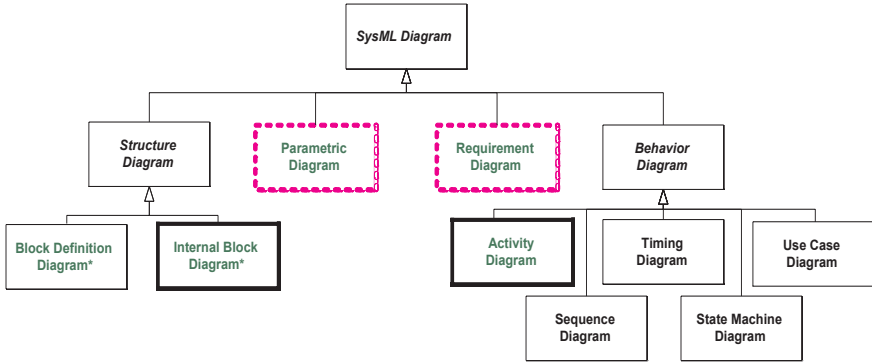 SysML Diagram
Structure
Diagram
Parametric
Diagram
Requirement
Diagram
Behavior
Diagram
Block Definition
Diagram*
Internal Block
Diagram*
Activity
Diagram
Timing
Diagram
Use Case
Diagram
Sequence
Diagram
State Machine
Diagram